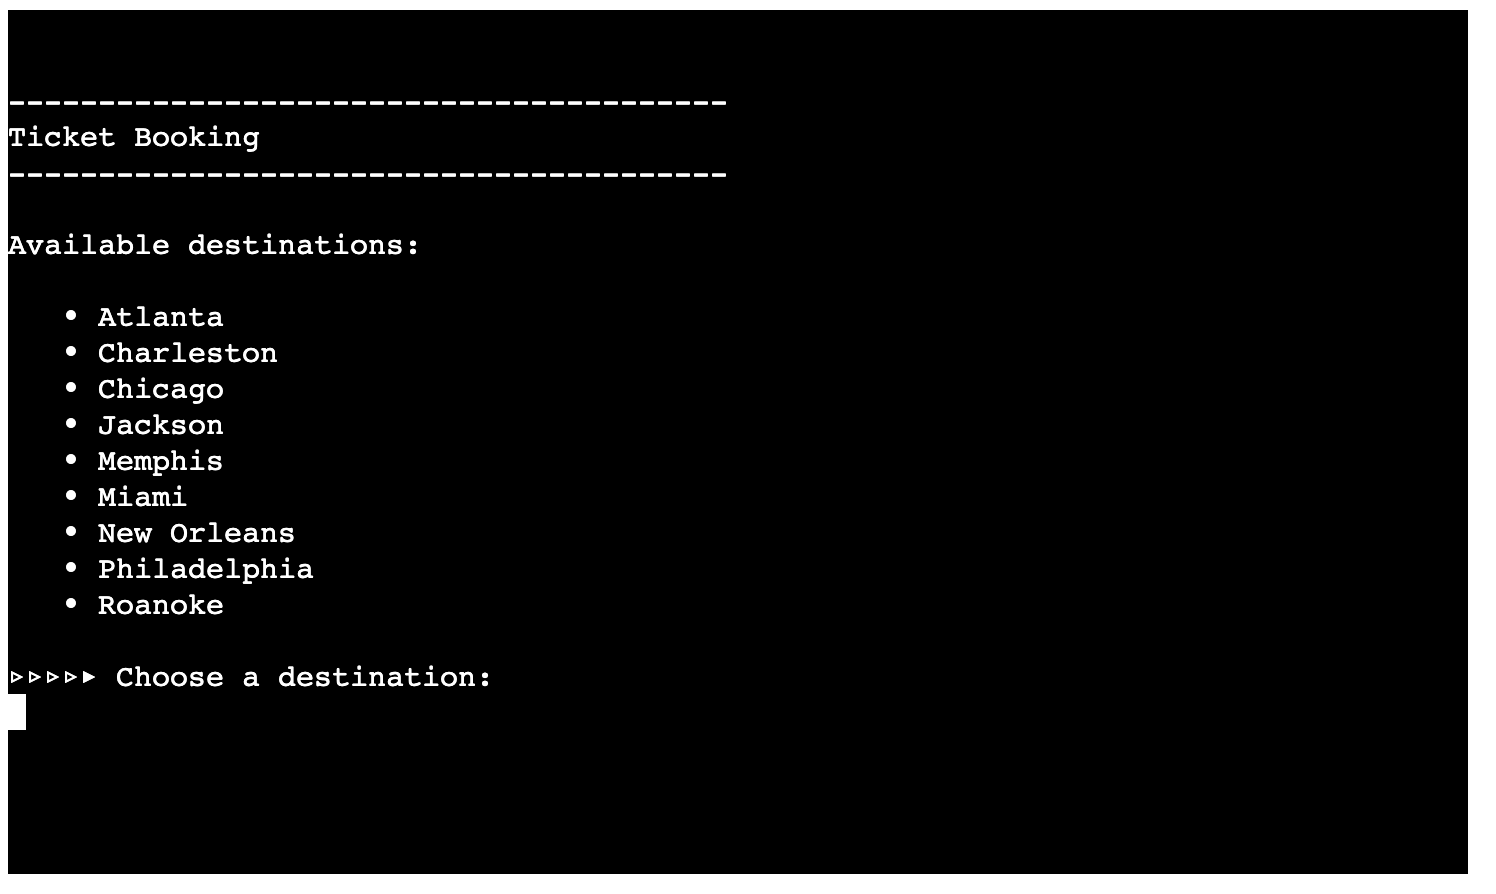 ----------------------------------------
Ticket Booking
----------------------------------------
Available destinations:
• Atlanta
• Charleston
• Chicago
• Jackson
• Memphis
• Miami
• New Orleans
• Philadelphia
• Roanoke
▹▹▹▹▸ Choose a destination: